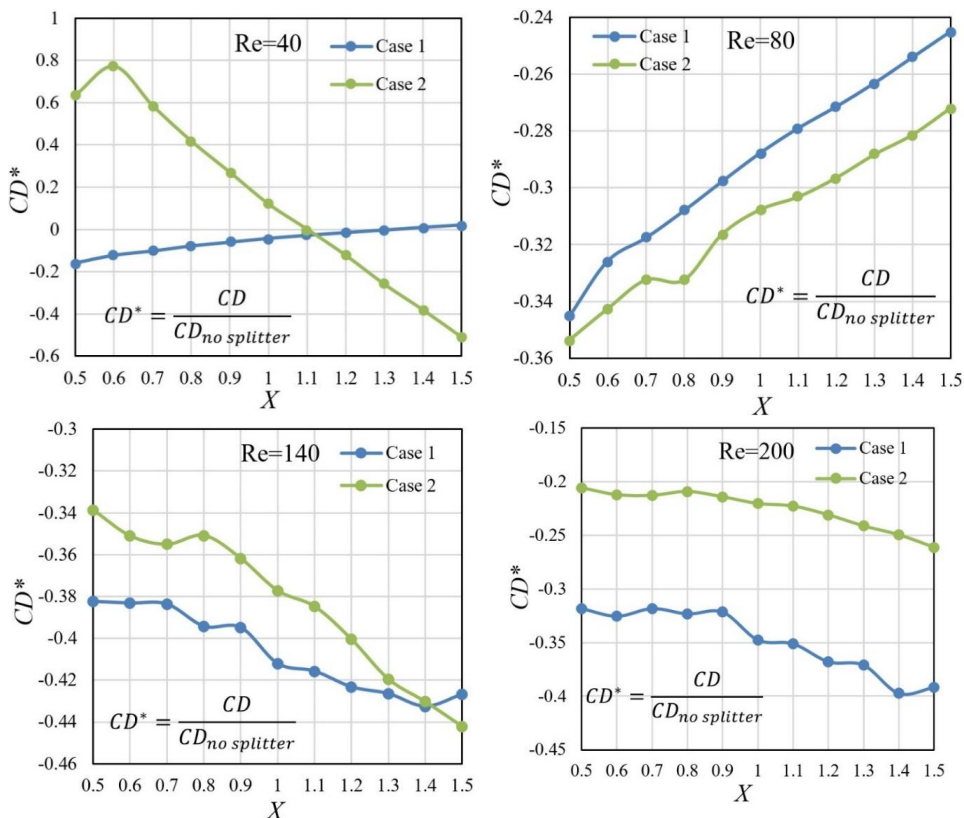 Re=40
Case 1
Case 2
1
0.8
0.6
0.4
0.2
0
-0.2
-0.4
-0.6
CD*
CD* = CD / CD no splitter
0.5 0.6 0.7 0.8 0.9 1 1.1 1.2 1.3 1.4 1.5
X
Re=80
Case 1
Case 2
-0.24
-0.26
-0.28
-0.3
-0.32
-0.34
-0.36
CD*
CD* = CD / CD no splitter
0.5 0.6 0.7 0.8 0.9 1 1.1 1.2 1.3 1.4 1.5
X
Re=140
Case 1
Case 2
-0.3
-0.32
-0.34
-0.36
-0.38
-0.4
-0.42
-0.44
-0.46
CD*
CD* = CD / CD no splitter
0.5 0.6 0.7 0.8 0.9 1 1.1 1.2 1.3 1.4 1.5
X
Re=200
Case 1
Case 2
-0.15
-0.2
-0.25
-0.3
-0.35
-0.4
-0.45
CD*
CD* = CD / CD no splitter
0.5 0.6 0.7 0.8 0.9 1 1.1 1.2 1.3 1.4 1.5
X